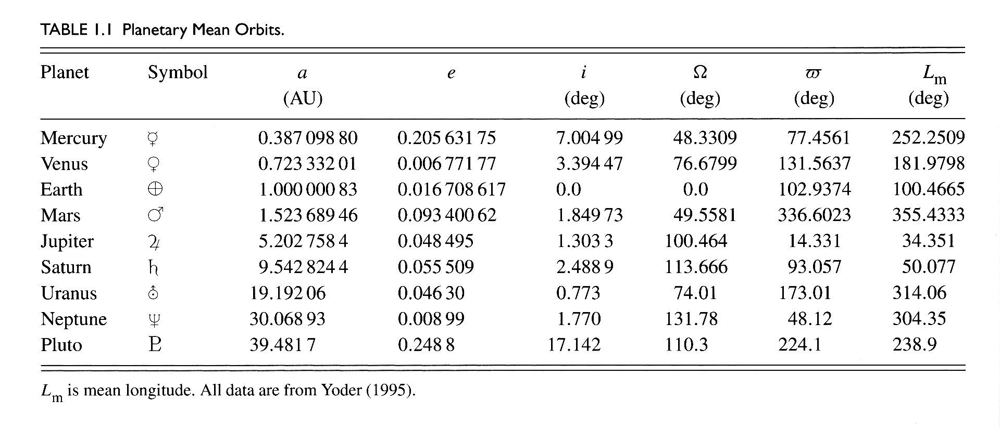 TABLE 1.1 Planetary Mean Orbits.
Planet Symbol a e i Ω ϖ Lm
(AU) (deg) (deg) (deg) (deg)
Mercury ☿ 0.387 098 80 0.205 631 75 7.004 99 48.3309 77.4561 252.2509
Venus ♀ 0.723 332 01 0.006 771 77 3.394 47 76.6799 131.5637 181.9798
Earth ⊕ 1.000 000 83 0.016 708 617 0.0 0.0 102.9374 100.4665
Mars ♂ 1.523 689 46 0.093 400 62 1.849 73 49.5581 336.6023 355.4333
Jupiter ♃ 5.202 758 4 0.048 495 1.303 3 100.464 14.331 34.351
Saturn ♄ 9.542 824 4 0.055 509 2.488 9 113.666 93.057 50.077
Uranus ⛢ 19.192 06 0.046 30 0.773 74.01 173.01 314.06
Neptune ♆ 30.068 93 0.008 99 1.770 131.78 48.12 304.35
Pluto ♇ 39.481 7 0.248 8 17.142 110.3 224.1 238.9
Lm is mean longitude. All data are from Yoder (1995).